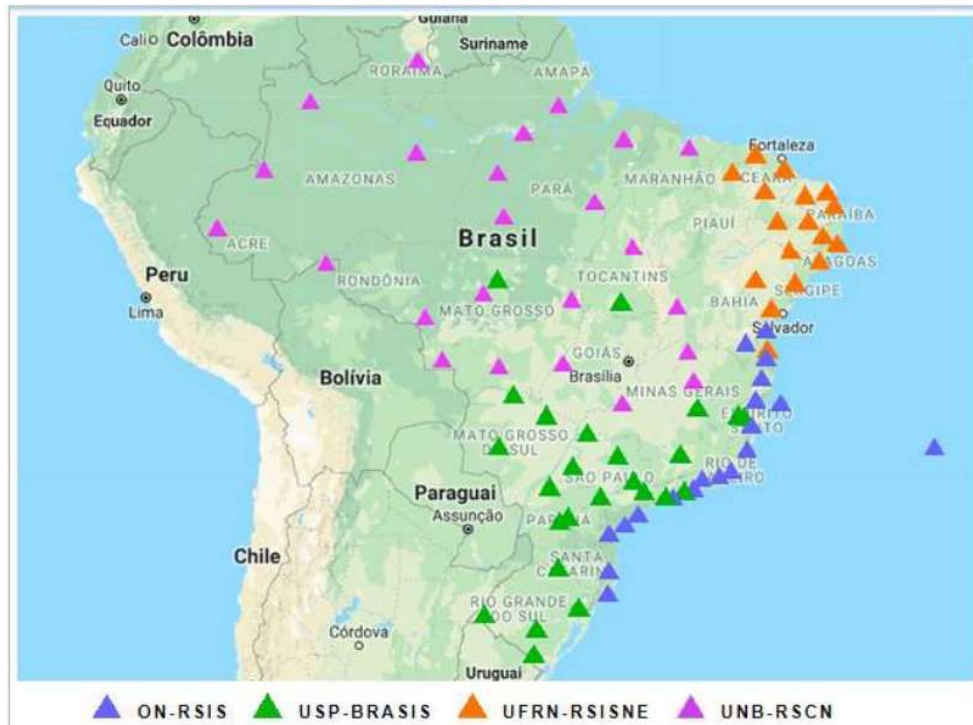 Guiana
Cali
Colômbia
Suriname
RORAIMA
AMAPÁ
Quito
Equador
Fortaleza
AMAZONAS
PARÁ
MARANHÃO
CEARÁ
PIAUÍ
PARAÍBA
ACRE
Brasil
Peru
RONDÔNIA
TOCANTINS
ALAGOAS
Lima
MATO GROSSO
BAHIA
SERGIPE
Salvador
GOIÁS
Bolívia
Brasília
MINAS GERAIS
ESPÍRITO
SANTO
MATO GROSSO
DO SUL
RIO DE
JANEIRO
SÃO PAULO
Paraguai
Assunção
PARANÁ
Chile
SANTA
CATARINA
RIO GRANDE
DO SUL
Córdova
Uruguai
ON-RSIS USP-BRASIS UFRN-RSISNE UNB-RSCN